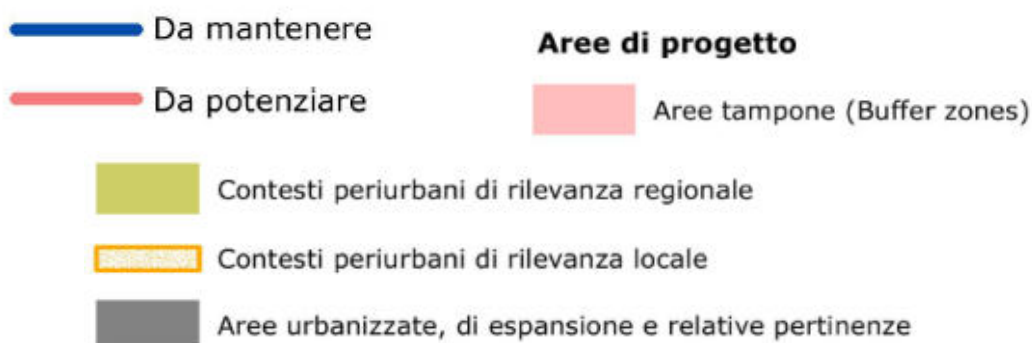 Da mantenere
Aree di progetto
Da potenziare
Aree tampone (Buffer zones)
Contesti periurbani di rilevanza regionale
Contesti periurbani di rilevanza locale
Aree urbanizzate, di espansione e relative pertinenze